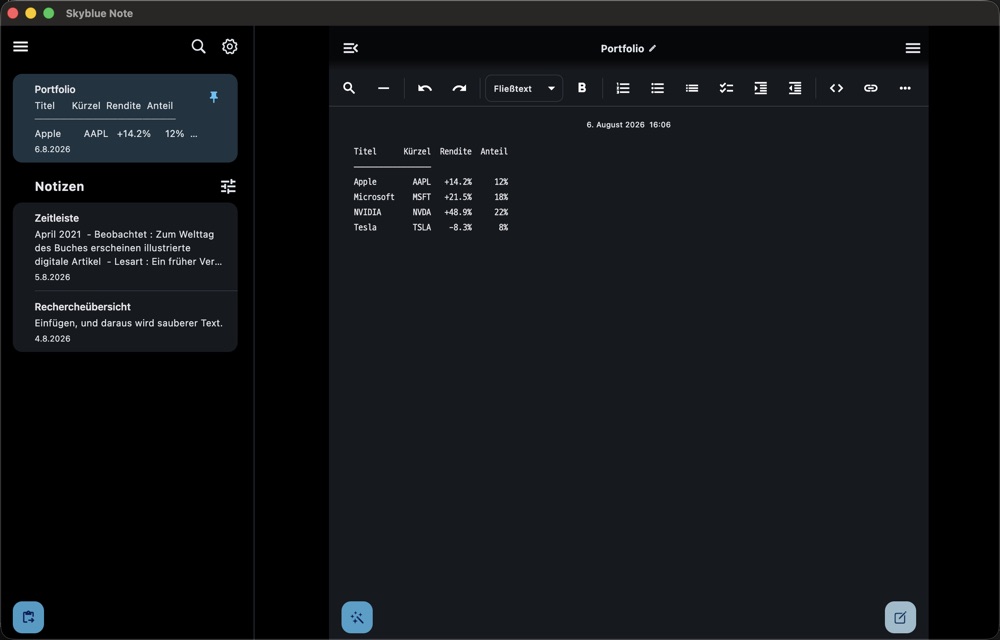 Skyblue Note
Portfolio
Titel Kürzel Rendite Anteil
Apple AAPL +14.2% 12% ...
6.8.2026
Notizen
Zeitleiste
April 2021 - Beobachtet : Zum Welttag
des Buches erscheinen illustrierte
digitale Artikel - Lesart : Ein früher Ver...
5.8.2026
Rechercheübersicht
Einfügen, und daraus wird sauberer Text.
4.8.2026
Portfolio
Fließtext B
6. August 2026 16:06
Titel Kürzel Rendite Anteil
Apple AAPL +14.2% 12%
Microsoft MSFT +21.5% 18%
NVIDIA NVDA +48.9% 22%
Tesla TSLA -8.3% 8%